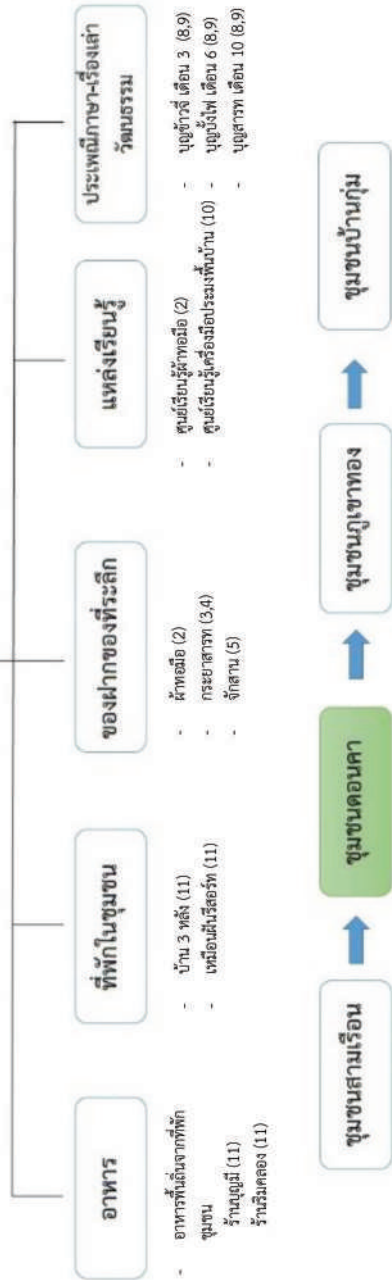 อาหาร
- อาหารพื้นถิ่นจากที่พัก
ชุมชน
ร้านบุญมี (11)
ร้านริมคลอง (11)
ที่พักในชุมชน
- บ้าน 3 หลัง (11)
- เหมือนฝันรีสอร์ท (11)
ของฝากของที่ระลึก
- ผ้าทอมือ (2)
- กระยาสารท (3,4)
- จักสาน (5)
แหล่งเรียนรู้
- ศูนย์เรียนรู้ผ้าทอมือ (2)
- ศูนย์เรียนรู้เครื่องมือประมงพื้นบ้าน (10)
ประเพณีภาษา-เรื่องเล่า
วัฒนธรรม
- บุญข้าวจี่ เดือน 3 (8,9)
- บุญบั้งไฟ เดือน 6 (8,9)
- บุญสารท เดือน 10 (8,9)
ชุมชนสามเรือน
ชุมชนดอนคา
ชุมชนภูเขาทอง
ชุมชนบ้านกุ่ม